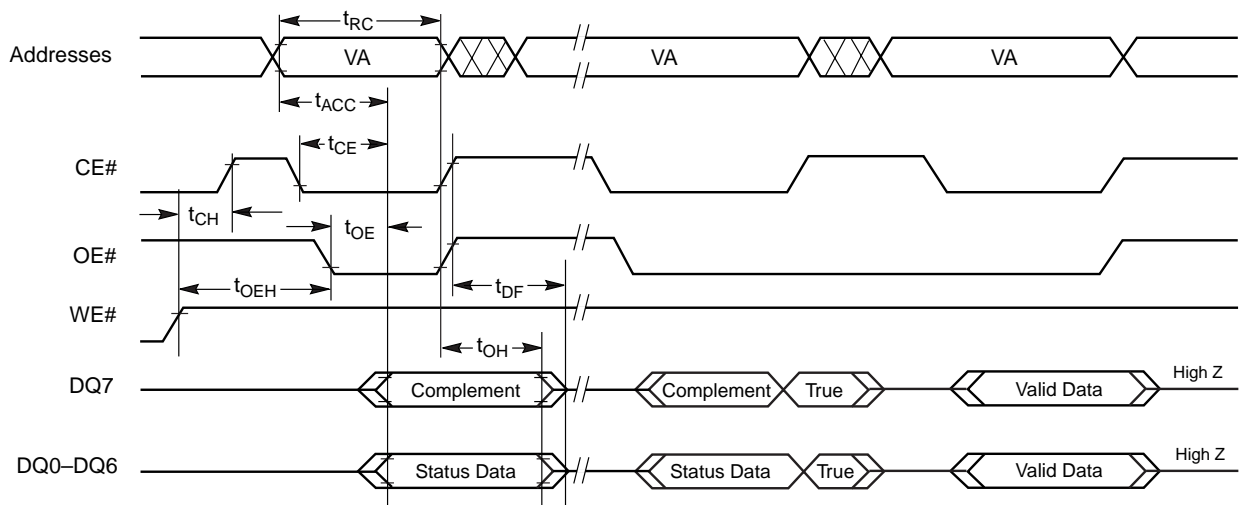 tRC
Addresses VA VA VA
tACC
tCE
CE#
tCH
tOE
OE#
tOEH tDF
WE#
tOH
DQ7 Complement Complement True Valid Data High Z
DQ0–DQ6 Status Data Status Data True Valid Data High Z